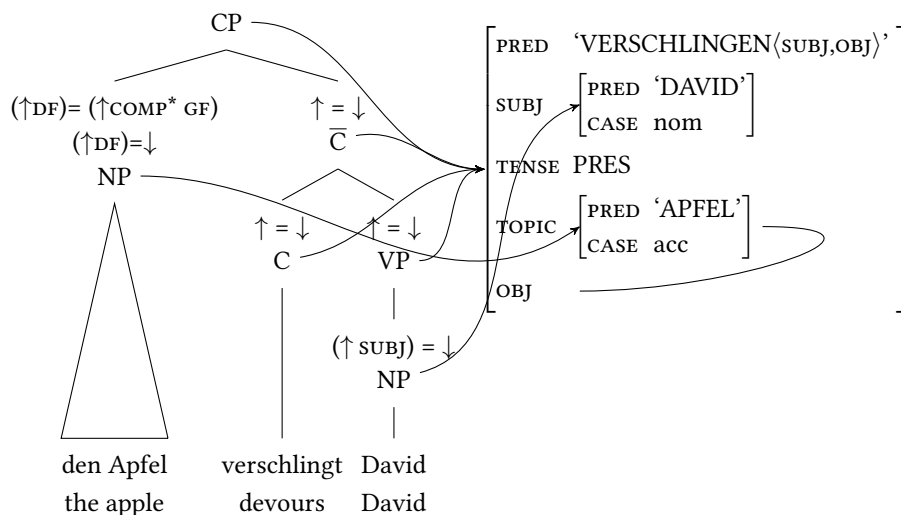 CP
(↑DF)= (↑COMP* GF)
(↑DF)=↓
NP
↑ = ↓
C̅
↑ = ↓
C
↑ = ↓
VP
(↑ SUBJ) = ↓
NP
den Apfel verschlingt David
the apple devours David
PRED ‘VERSCHLINGEN⟨SUBJ,OBJ⟩’
SUBJ
PRED ‘DAVID’
CASE nom
TENSE PRES
TOPIC
PRED ‘APFEL’
CASE acc
OBJ